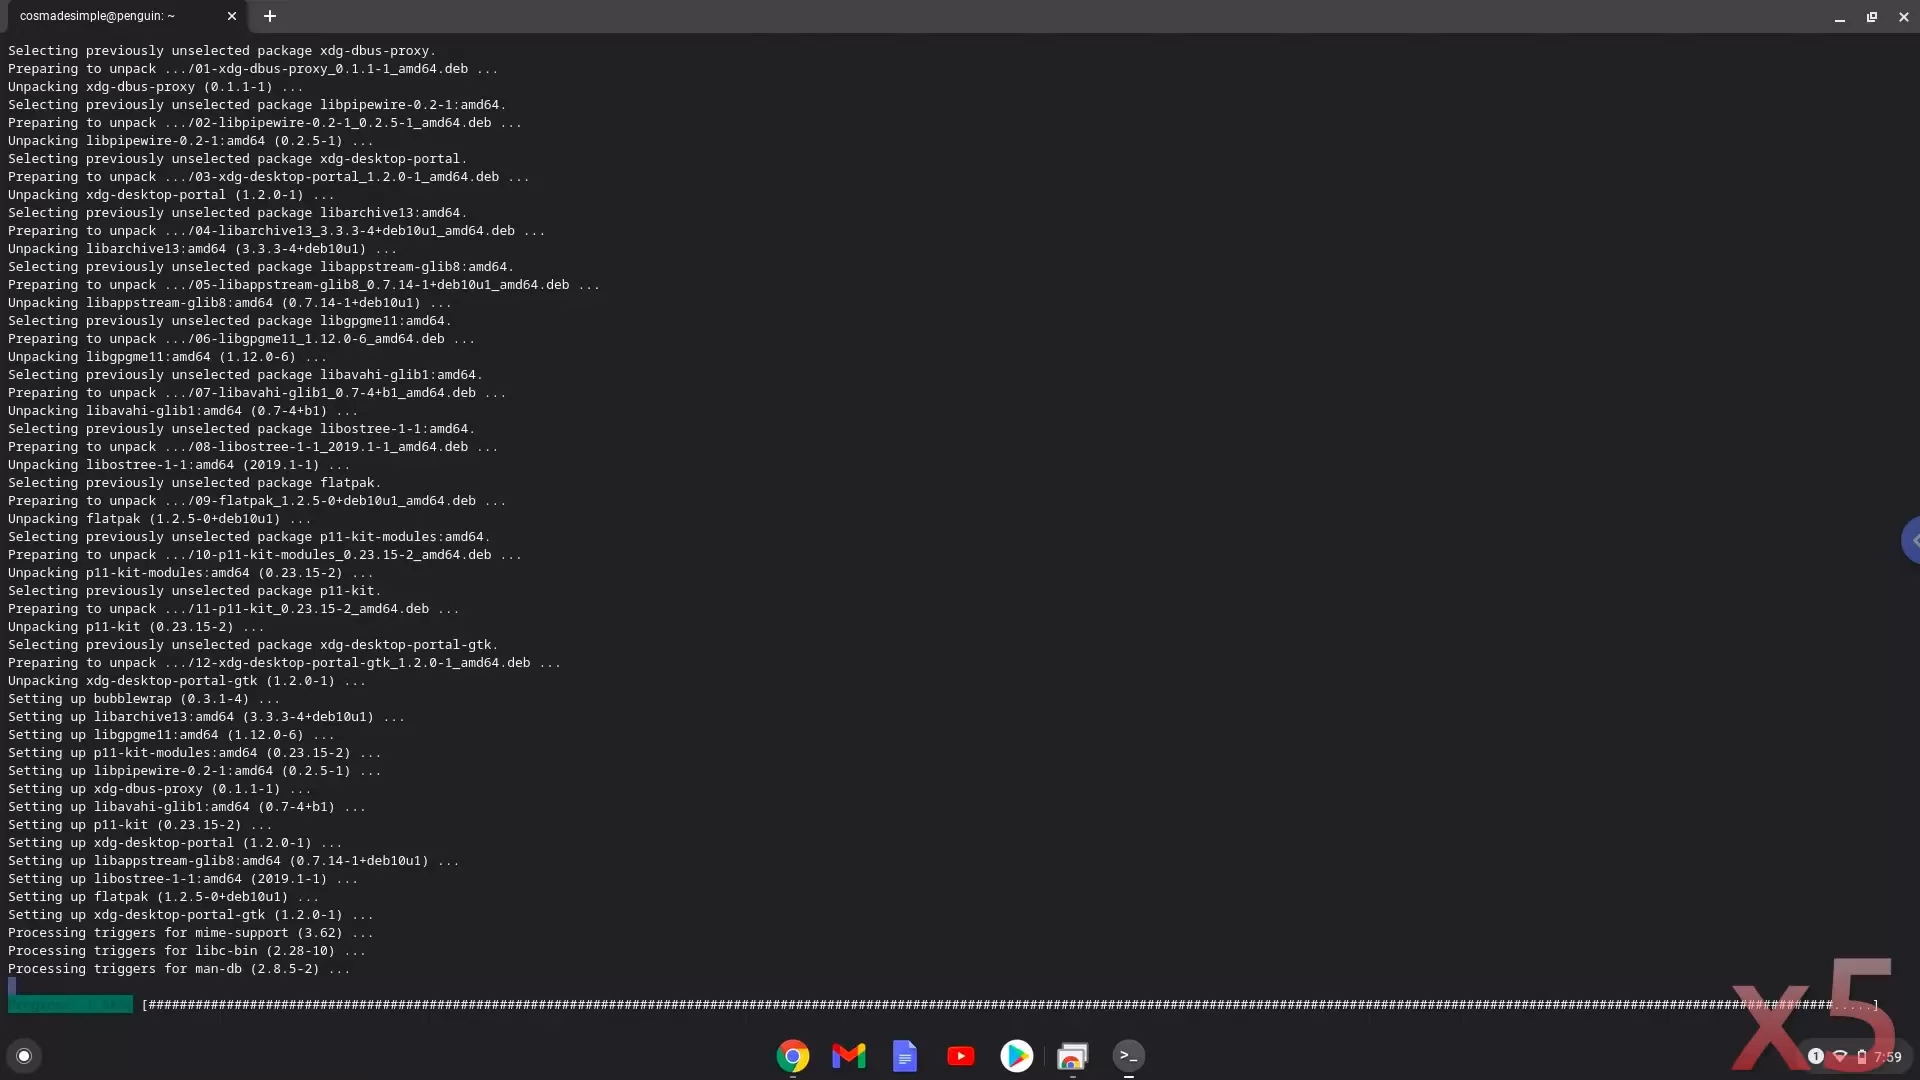 cosmadesimple@penguin: ~
Selecting previously unselected package xdg-dbus-proxy.
Preparing to unpack .../01-xdg-dbus-proxy_0.1.1-1_amd64.deb ...
Unpacking xdg-dbus-proxy (0.1.1-1) ...
Selecting previously unselected package libpipewire-0.2-1:amd64.
Preparing to unpack .../02-libpipewire-0.2-1_0.2.5-1_amd64.deb ...
Unpacking libpipewire-0.2-1:amd64 (0.2.5-1) ...
Selecting previously unselected package xdg-desktop-portal.
Preparing to unpack .../03-xdg-desktop-portal_1.2.0-1_amd64.deb ...
Unpacking xdg-desktop-portal (1.2.0-1) ...
Selecting previously unselected package libarchive13:amd64.
Preparing to unpack .../04-libarchive13_3.3.3-4+deb10u1_amd64.deb ...
Unpacking libarchive13:amd64 (3.3.3-4+deb10u1) ...
Selecting previously unselected package libappstream-glib8:amd64.
Preparing to unpack .../05-libappstream-glib8_0.7.14-1+deb10u1_amd64.deb ...
Unpacking libappstream-glib8:amd64 (0.7.14-1+deb10u1) ...
Selecting previously unselected package libgpgme11:amd64.
Preparing to unpack .../06-libgpgme11_1.12.0-6_amd64.deb ...
Unpacking libgpgme11:amd64 (1.12.0-6) ...
Selecting previously unselected package libavahi-glib1:amd64.
Preparing to unpack .../07-libavahi-glib1_0.7-4+b1_amd64.deb ...
Unpacking libavahi-glib1:amd64 (0.7-4+b1) ...
Selecting previously unselected package libostree-1-1:amd64.
Preparing to unpack .../08-libostree-1-1_2019.1-1_amd64.deb ...
Unpacking libostree-1-1:amd64 (2019.1-1) ...
Selecting previously unselected package flatpak.
Preparing to unpack .../09-flatpak_1.2.5-0+deb10u1_amd64.deb ...
Unpacking flatpak (1.2.5-0+deb10u1) ...
Selecting previously unselected package p11-kit-modules:amd64.
Preparing to unpack .../10-p11-kit-modules_0.23.15-2_amd64.deb ...
Unpacking p11-kit-modules:amd64 (0.23.15-2) ...
Selecting previously unselected package p11-kit.
Preparing to unpack .../11-p11-kit_0.23.15-2_amd64.deb ...
Unpacking p11-kit (0.23.15-2) ...
Selecting previously unselected package xdg-desktop-portal-gtk.
Preparing to unpack .../12-xdg-desktop-portal-gtk_1.2.0-1_amd64.deb ...
Unpacking xdg-desktop-portal-gtk (1.2.0-1) ...
Setting up bubblewrap (0.3.1-4) ...
Setting up libarchive13:amd64 (3.3.3-4+deb10u1) ...
Setting up libgpgme11:amd64 (1.12.0-6) ...
Setting up p11-kit-modules:amd64 (0.23.15-2) ...
Setting up libpipewire-0.2-1:amd64 (0.2.5-1) ...
Setting up xdg-dbus-proxy (0.1.1-1) ...
Setting up libavahi-glib1:amd64 (0.7-4+b1) ...
Setting up p11-kit (0.23.15-2) ...
Setting up xdg-desktop-portal (1.2.0-1) ...
Setting up libappstream-glib8:amd64 (0.7.14-1+deb10u1) ...
Setting up libostree-1-1:amd64 (2019.1-1) ...
Setting up flatpak (1.2.5-0+deb10u1) ...
Setting up xdg-desktop-portal-gtk (1.2.0-1) ...
Processing triggers for mime-support (3.62) ...
Processing triggers for libc-bin (2.28-10) ...
Processing triggers for man-db (2.8.5-2) ...
x5
1 7:59